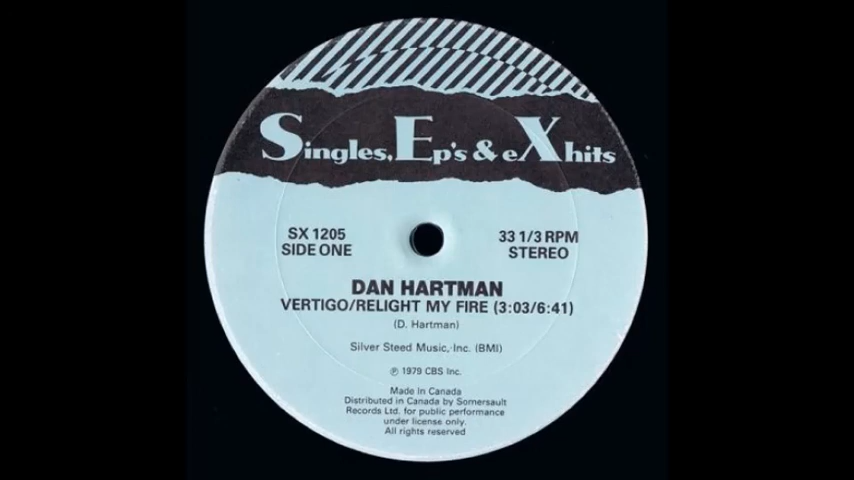 Singles, Ep's & eXhits
SX 1205
SIDE ONE
33 1/3 RPM
STEREO
DAN HARTMAN
VERTIGO/RELIGHT MY FIRE (3:03/6:41)
(D. Hartman)
Silver Steed Music, Inc. (BMI)
℗ 1979 CBS Inc.
Made In Canada
Distributed in Canada by Somersault
Records Ltd. for public performance
under license only.
All rights reserved